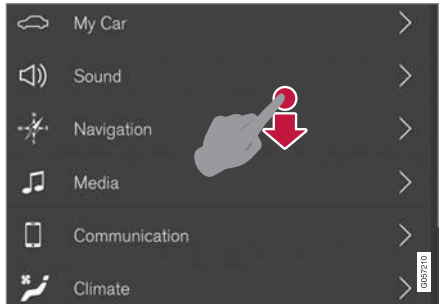 My Car
Sound
Navigation
Media
Communication
Climate
G057210